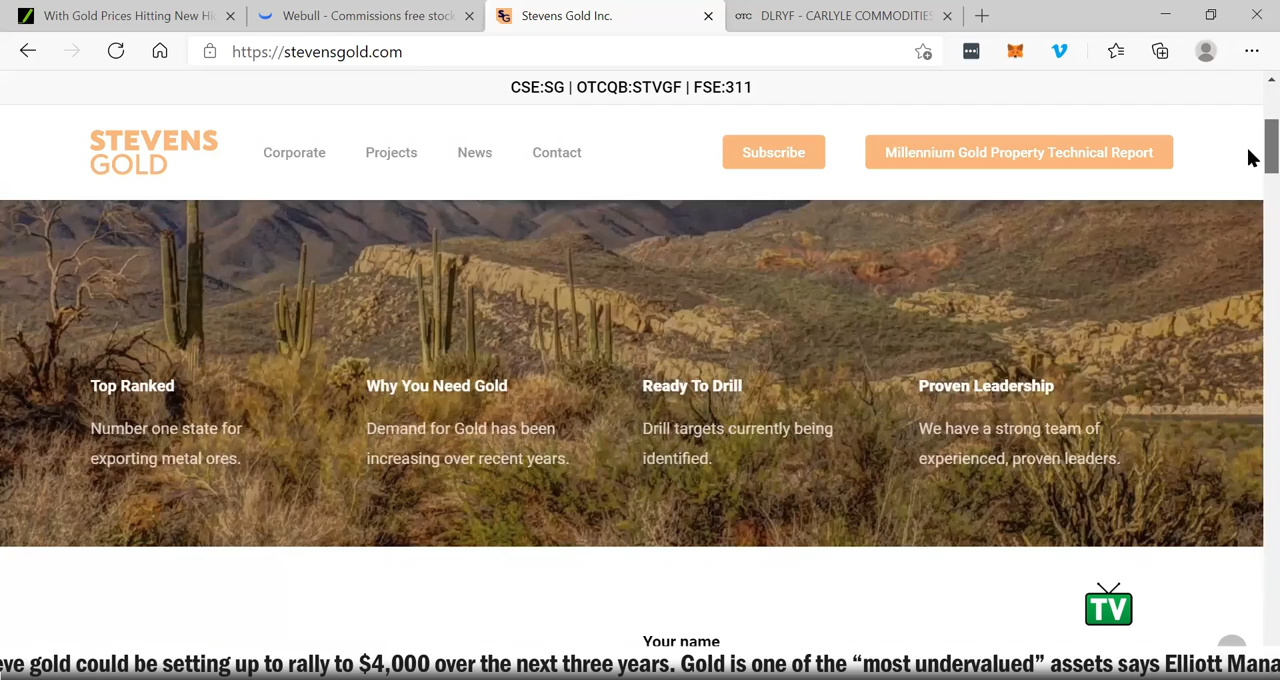 With Gold Prices Hitting New Hi
Webull - Commissions free stock
Stevens Gold Inc.
OTC
DLRYF - CARLYLE COMMODITIES
https://stevensgold.com
CSE:SG | OTCQB:STVGF | FSE:311
STEVENS
GOLD
Corporate
Projects
News
Contact
Subscribe
Millennium Gold Property Technical Report
Top Ranked
Number one state for
exporting metal ores.
Why You Need Gold
Demand for Gold has been
increasing over recent years.
Ready To Drill
Drill targets currently being
identified.
Proven Leadership
We have a strong team of
experienced, proven leaders.
TV
Your name
eve gold could be setting up to rally to $4,000 over the next three years. Gold is one of the “most undervalued” assets says Elliott Mana